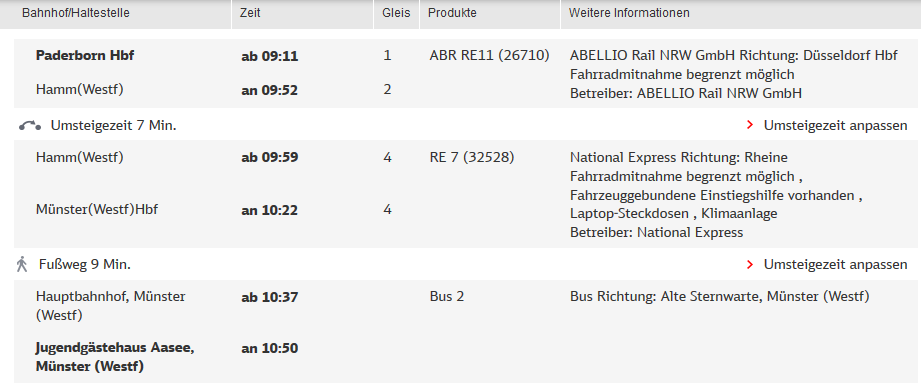 Bahnhof/Haltestelle Zeit Gleis Produkte Weitere Informationen
Paderborn Hbf ab 09:11 1 ABR RE11 (26710) ABELLIO Rail NRW GmbH Richtung: Düsseldorf Hbf
Fahrradmitnahme begrenzt möglich
Hamm(Westf) an 09:52 2 Betreiber: ABELLIO Rail NRW GmbH
Umsteigezeit 7 Min. Umsteigezeit anpassen
Hamm(Westf) ab 09:59 4 RE 7 (32528) National Express Richtung: Rheine
Fahrradmitnahme begrenzt möglich ,
Fahrzeuggebundene Einstiegshilfe vorhanden ,
Münster(Westf)Hbf an 10:22 4 Laptop-Steckdosen , Klimaanlage
Betreiber: National Express
Fußweg 9 Min. Umsteigezeit anpassen
Hauptbahnhof, Münster ab 10:37 Bus 2 Bus Richtung: Alte Sternwarte, Münster (Westf)
(Westf)
Jugendgästehaus Aasee, an 10:50
Münster (Westf)